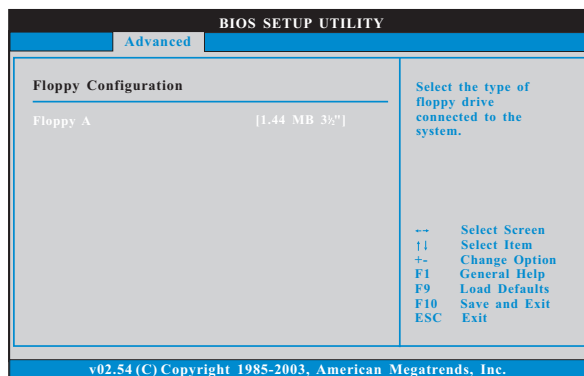 BIOS SETUP UTILITY
Advanced
Floppy Configuration
Floppy A [1.44 MB 3½"]
Select the type of
floppy drive
connected to the
system.
←→ Select Screen
↑↓ Select Item
+- Change Option
F1 General Help
F9 Load Defaults
F10 Save and Exit
ESC Exit
v02.54 (C) Copyright 1985-2003, American Megatrends, Inc.